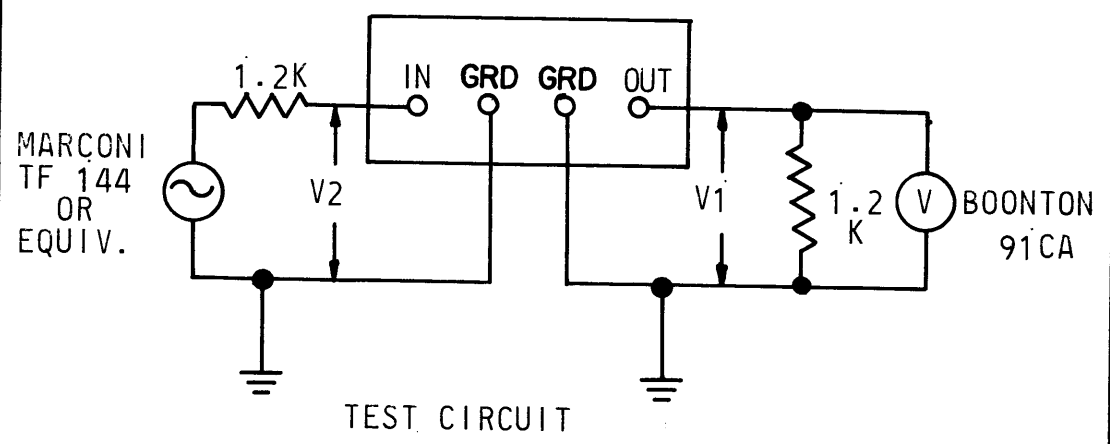 1.2K
IN GRD GRD OUT
MARCONI
TF 144
OR
EQUIV.
V2
V1
1.2
K
V
BOONTON
91CA
TEST CIRCUIT